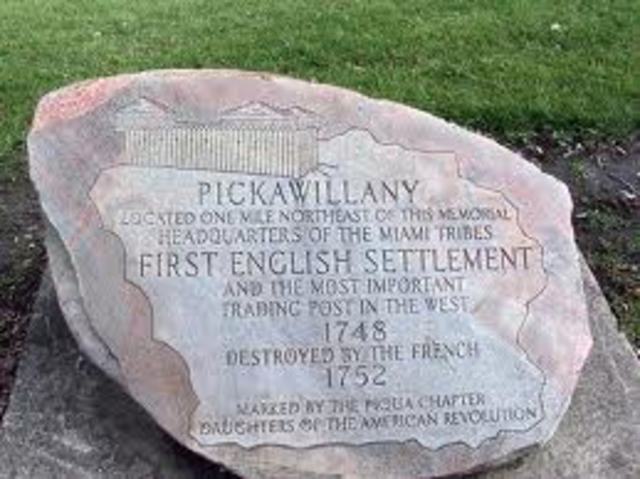 PICKAWILLANY
LOCATED ONE MILE NORTHEAST OF THIS MEMORIAL
HEADQUARTERS OF THE MIAMI TRIBES
FIRST ENGLISH SETTLEMENT
AND THE MOST IMPORTANT
TRADING POST IN THE WEST
1748
DESTROYED BY THE FRENCH
1752
MARKED BY THE PIQUA CHAPTER
DAUGHTERS OF THE AMERICAN REVOLUTION